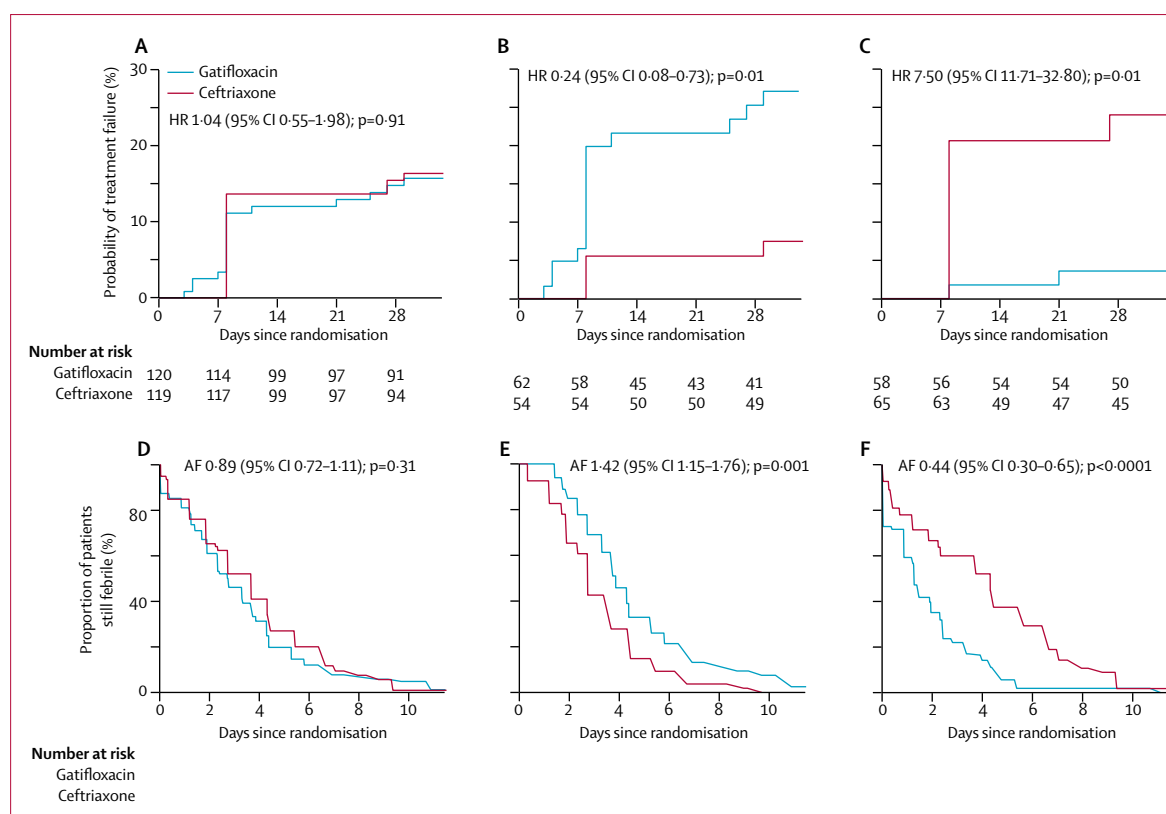 A
B
C
Probability of treatment failure (%)
30
20
10
0
Gatifloxacin
Ceftriaxone
HR 1·04 (95% CI 0·55–1·98); p=0·91
HR 0·24 (95% CI 0·08–0·73); p=0·01
HR 7·50 (95% CI 11·71–32·80); p=0·01
0 7 14 21 28
0 7 14 21 28
0 7 14 21 28
Days since randomisation
Days since randomisation
Days since randomisation
Number at risk
Gatifloxacin 120 114 99 97 91
Ceftriaxone 119 117 99 97 94
62 58 45 43 41
54 54 50 50 49
58 56 54 54 50
65 63 49 47 45
D
E
F
AF 0·89 (95% CI 0·72–1·11); p=0·31
AF 1·42 (95% CI 1·15–1·76); p=0·001
AF 0·44 (95% CI 0·30–0·65); p<0·0001
Proportion of patients
still febrile (%)
80
40
0
0 2 4 6 8 10
0 2 4 6 8 10
0 2 4 6 8 10
Days since randomisation
Days since randomisation
Days since randomisation
Number at risk
Gatifloxacin
Ceftriaxone